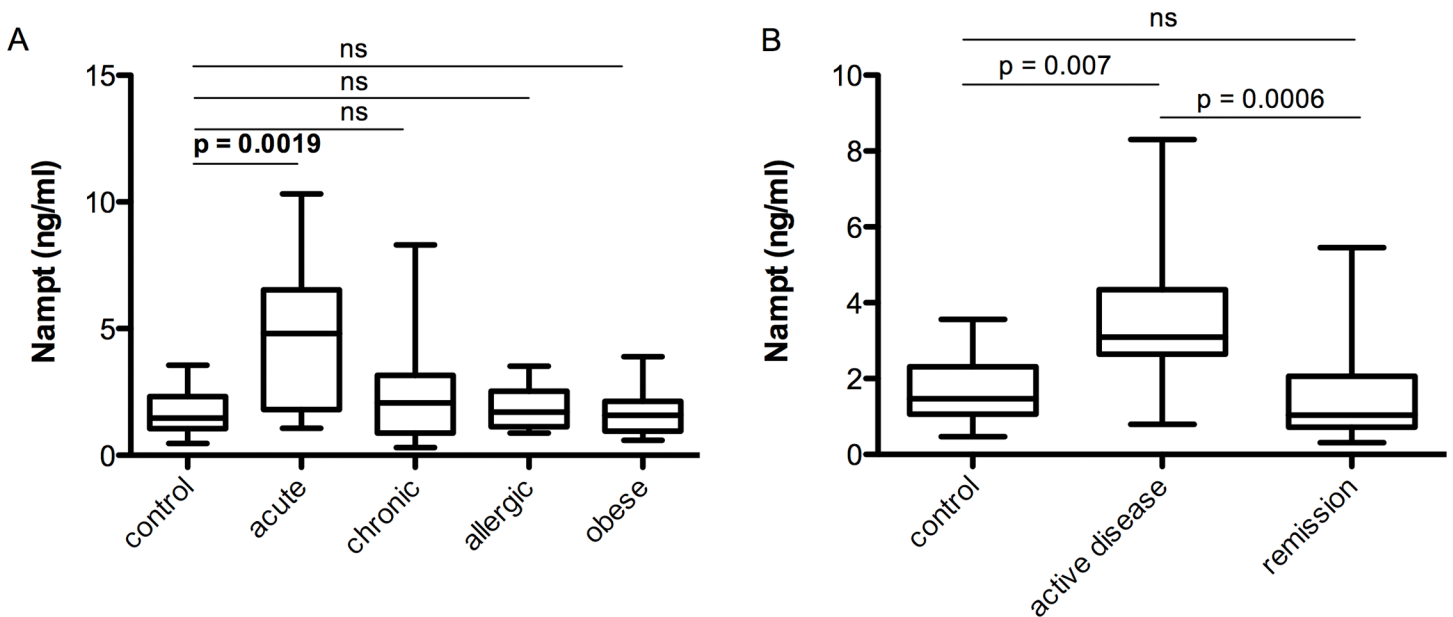 A
ns
ns
ns
p = 0.0019
15
10
5
0
Nampt (ng/ml)
control
acute
chronic
allergic
obese
B
ns
p = 0.007
p = 0.0006
10
8
6
4
2
0
Nampt (ng/ml)
control
active disease
remission